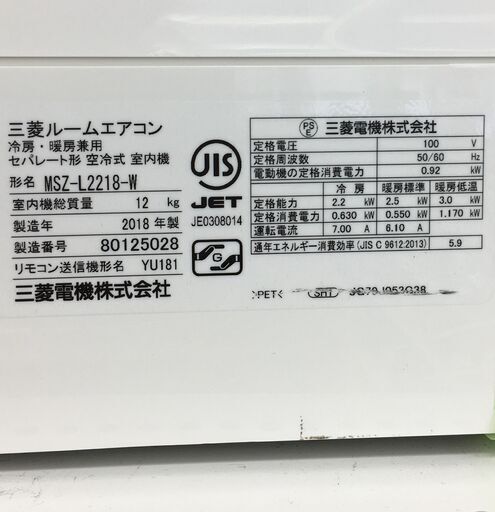 三菱ルームエアコン
冷房・暖房兼用
セパレート形 空冷式 室内機
形名 MSZ-L2218-W
室内機総質量 12 kg
製造年 2018 年製
製造番号 80125028
リモコン送信機形名 YU181
三菱電機株式会社
JIS
JET
JE0308014
G
PS
E
三菱電機株式会社
定格電圧 100 V
定格周波数 50/60 Hz
電動機の定格消費電力 0.92 kW
冷房 暖房標準 暖房低温
定格能力 2.2 kW 2.5 kW 3.0 kW
定格消費電力 0.630 kW 0.550 kW 1.170 kW
運転電流 7.00 A 6.10 A
通年エネルギー消費効率(JIS C 9612:2013) 5.9
>PET<